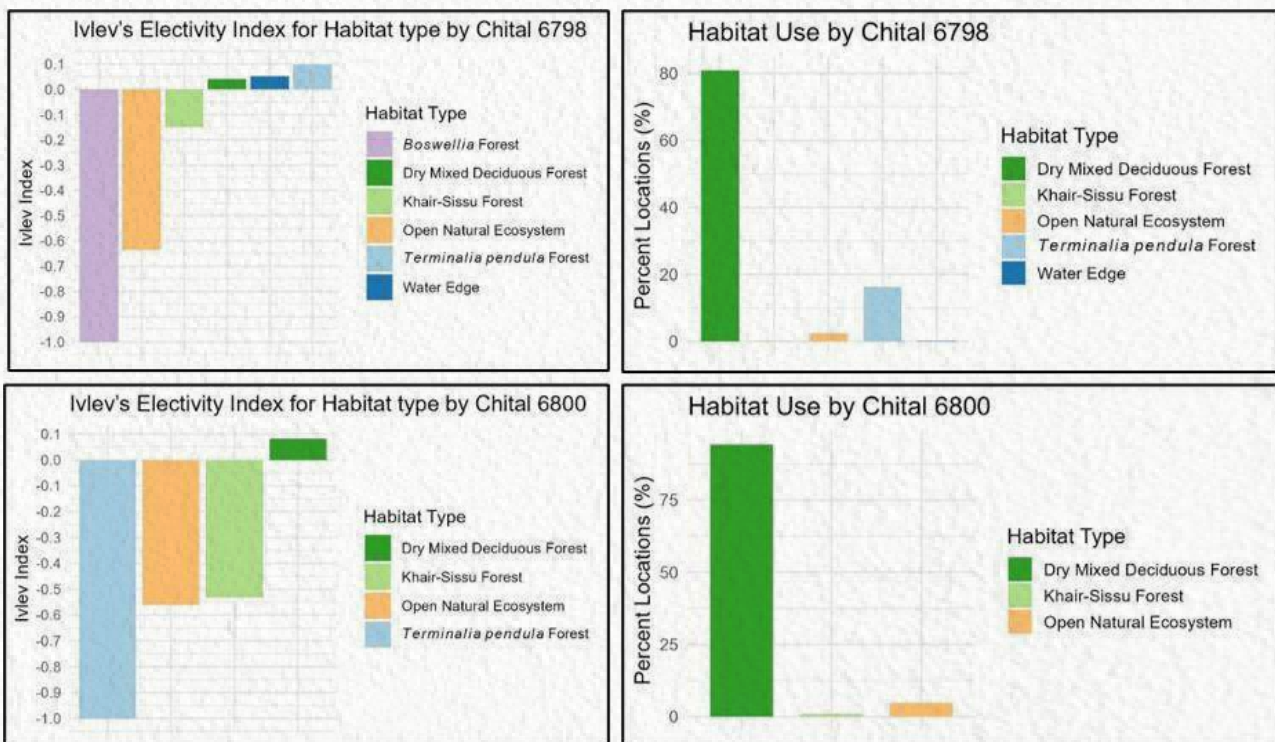 Ivlev's Electivity Index for Habitat type by Chital 6798
0.1
0.0
-0.1
-0.2
-0.3
-0.4
-0.5
-0.6
-0.7
-0.8
-0.9
-1.0
Ivlev Index
Habitat Type
Boswellia Forest
Dry Mixed Deciduous Forest
Khair-Sissu Forest
Open Natural Ecosystem
Terminalia pendula Forest
Water Edge
Habitat Use by Chital 6798
80
60
40
20
0
Percent Locations (%)
Habitat Type
Dry Mixed Deciduous Forest
Khair-Sissu Forest
Open Natural Ecosystem
Terminalia pendula Forest
Water Edge
Ivlev's Electivity Index for Habitat type by Chital 6800
0.1
0.0
-0.1
-0.2
-0.3
-0.4
-0.5
-0.6
-0.7
-0.8
-0.9
-1.0
Ivlev Index
Habitat Type
Dry Mixed Deciduous Forest
Khair-Sissu Forest
Open Natural Ecosystem
Terminalia pendula Forest
Habitat Use by Chital 6800
75
50
25
0
Percent Locations (%)
Habitat Type
Dry Mixed Deciduous Forest
Khair-Sissu Forest
Open Natural Ecosystem